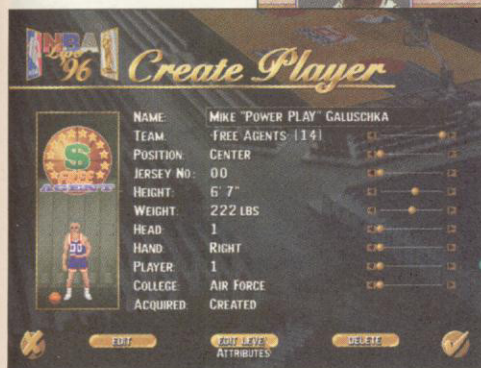 NBA
Live
'96
Create Player
NAME: MIKE "POWER PLAY" GALUSCHKA
TEAM: FREE AGENTS [14]
POSITION: CENTER
JERSEY NO: 00
HEIGHT: 6' 7"
WEIGHT: 222 LBS
HEAD: 1
HAND: RIGHT
PLAYER: 1
COLLEGE: AIR FORCE
ACQUIRED: CREATED
$
FREE
AGENT
00
EDIT
EDIT LEVEL
ATTRIBUTES
DELETE